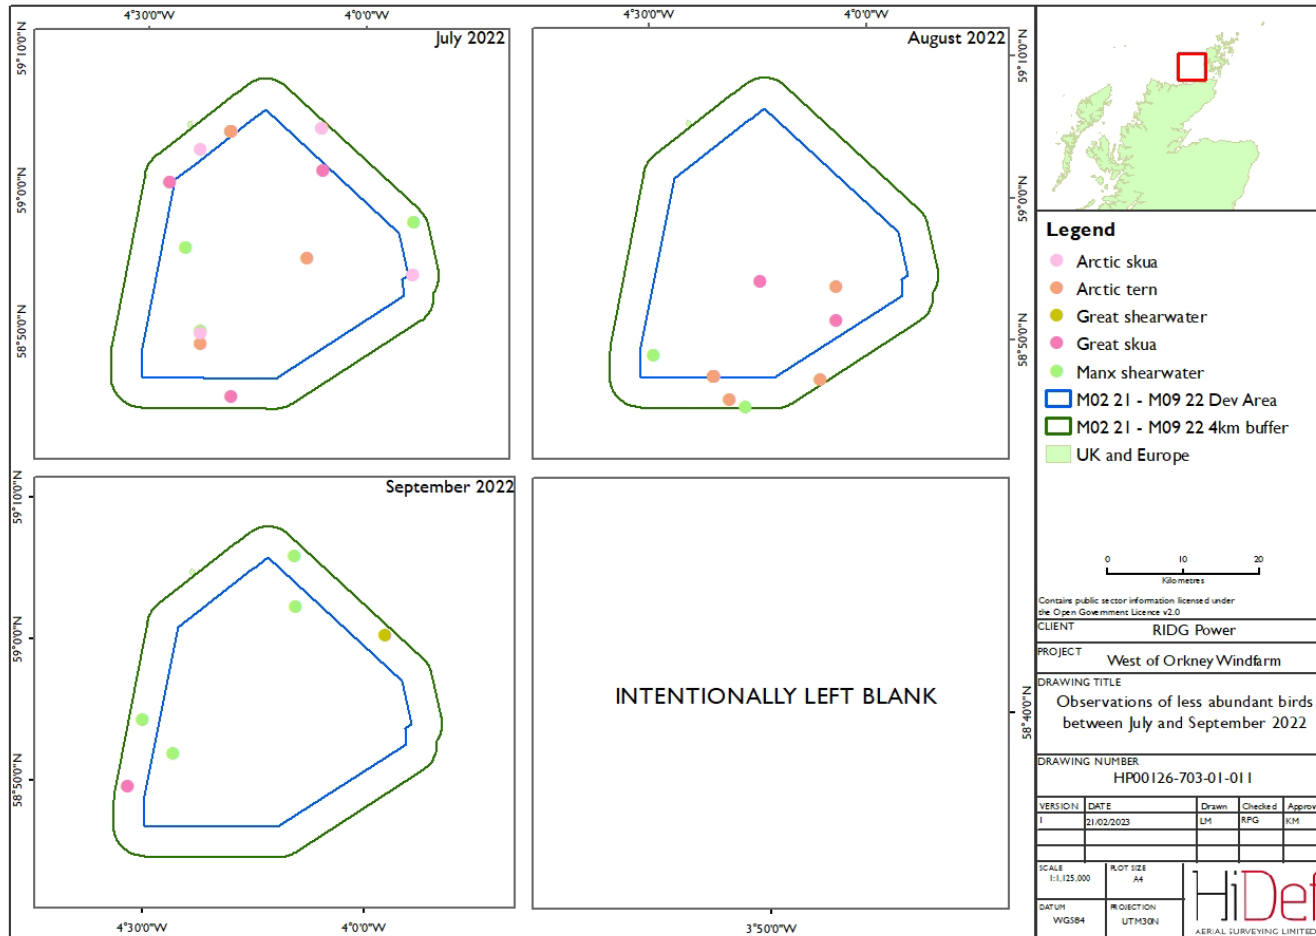 4°30'0"W
4°0'0"W
4°30'0"W
4°0'0"W
July 2022
August 2022
59°10'0"N
59°0'0"N
58°50'0"N
59°10'0"N
59°0'0"N
58°50'0"N
Legend
Arctic skua
Arctic tern
Great shearwater
Great skua
Manx shearwater
M02 21 - M09 22 Dev Area
M02 21 - M09 22 4km buffer
UK and Europe
September 2022
59°10'0"N
59°0'0"N
58°50'0"N
INTENTIONALLY LEFT BLANK
58°40'0"N
4°30'0"W
4°0'0"W
3°50'0"W
0 10 20
Kilometres
Contains public sector information licensed under
the Open Government Licence v2.0
CLIENT
RIDG Power
PROJECT
West of Orkney Windfarm
DRAWING TITLE
Observations of less abundant birds
between July and September 2022
DRAWING NUMBER
HP00126-703-01-011
VERSION DATE Drawn Checked Approv
1 21/02/2023 LM RPG KM
SCALE
1:1,125,000
PLOT SIZE
A4
DATUM
WGS84
PROJECTION
UTM30N
HiDef
AERIAL SURVEYING LIMITED